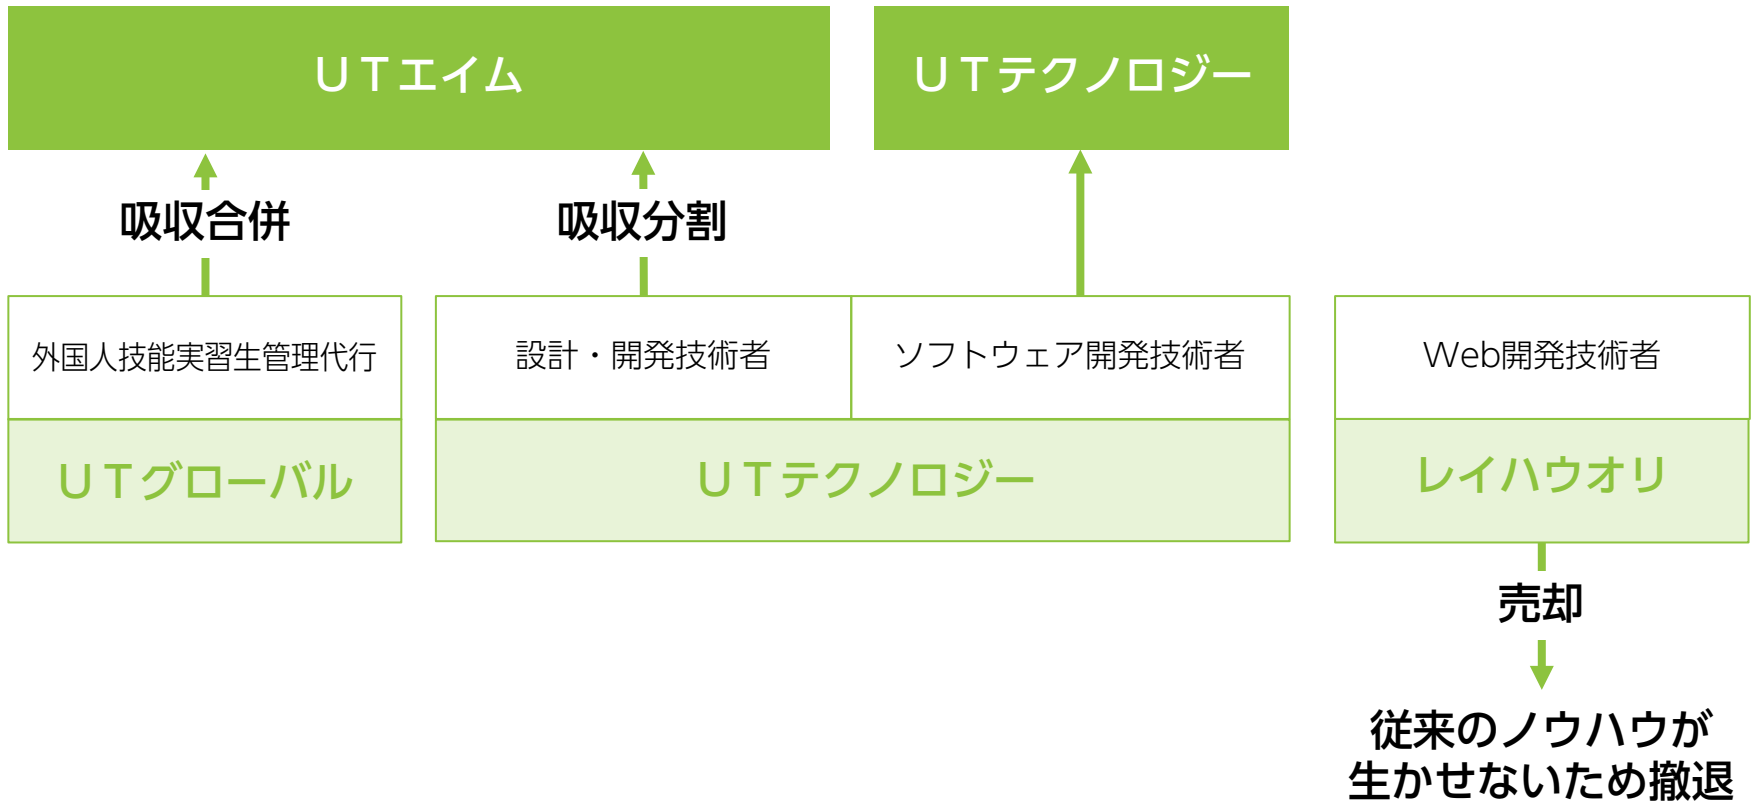 ＵＴエイム
ＵＴテクノロジー
吸収合併
吸収分割
外国人技能実習生管理代行
設計・開発技術者
ソフトウェア開発技術者
Web開発技術者
ＵＴグローバル
ＵＴテクノロジー
レイハウオリ
売却
従来のノウハウが
生かせないため撤退